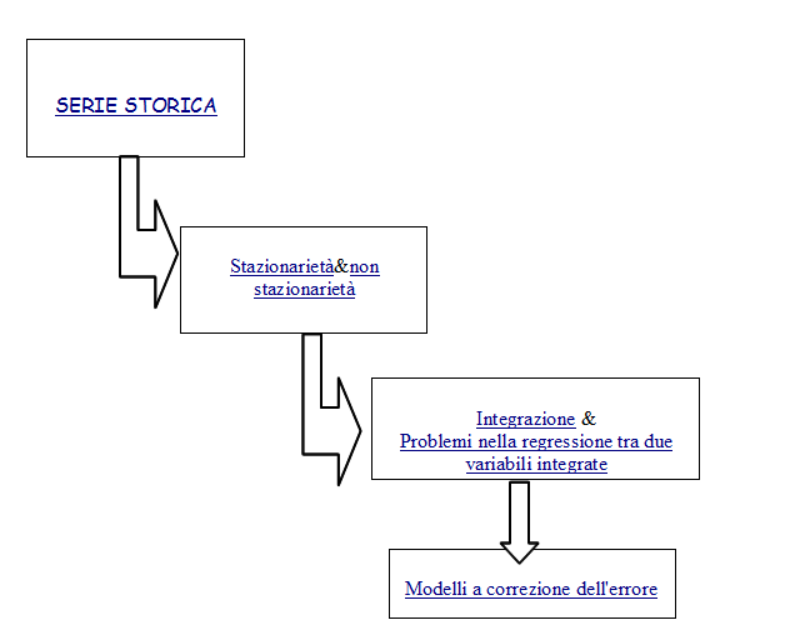 SERIE STORICA
Stazionarietà&non
stazionarietà
Integrazione &
Problemi nella regressione tra due
variabili integrate
Modelli a correzione dell'errore